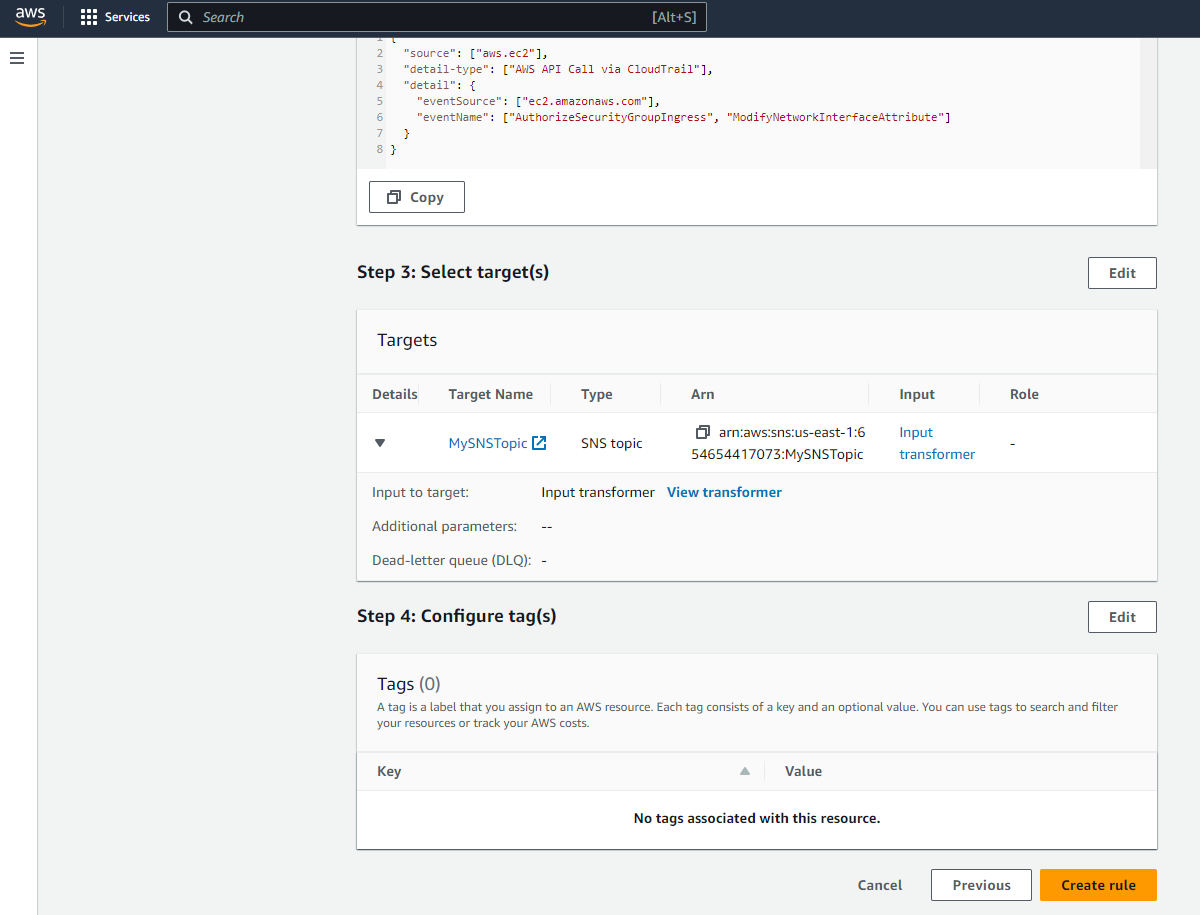 aws Services Search [Alt+S]
1 {
2 "source": ["aws.ec2"],
3 "detail-type": ["AWS API Call via CloudTrail"],
4 "detail": {
5 "eventSource": ["ec2.amazonaws.com"],
6 "eventName": ["AuthorizeSecurityGroupIngress", "ModifyNetworkInterfaceAttribute"]
7 }
8 }
Copy
Step 3: Select target(s)
Edit
Targets
Details Target Name Type Arn Input Role
MySNSTopic SNS topic arn:aws:sns:us-east-1:6
54654417073:MySNSTopic Input
transformer -
Input to target: Input transformer View transformer
Additional parameters: --
Dead-letter queue (DLQ): -
Step 4: Configure tag(s)
Edit
Tags (0)
A tag is a label that you assign to an AWS resource. Each tag consists of a key and an optional value. You can use tags to search and filter
your resources or track your AWS costs.
Key Value
No tags associated with this resource.
Cancel Previous Create rule